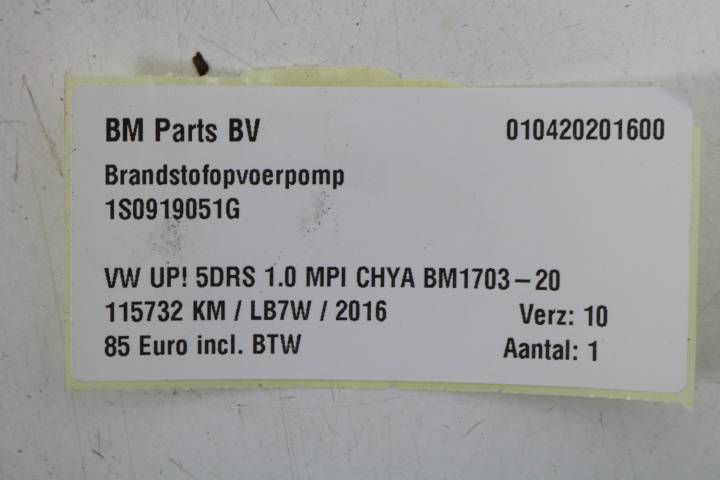 BM Parts BV 010420201600
Brandstofopvoerpomp
1S0919051G
VW UP! 5DRS 1.0 MPI CHYA BM1703-20
115732 KM / LB7W / 2016 Verz: 10
85 Euro incl. BTW Aantal: 1